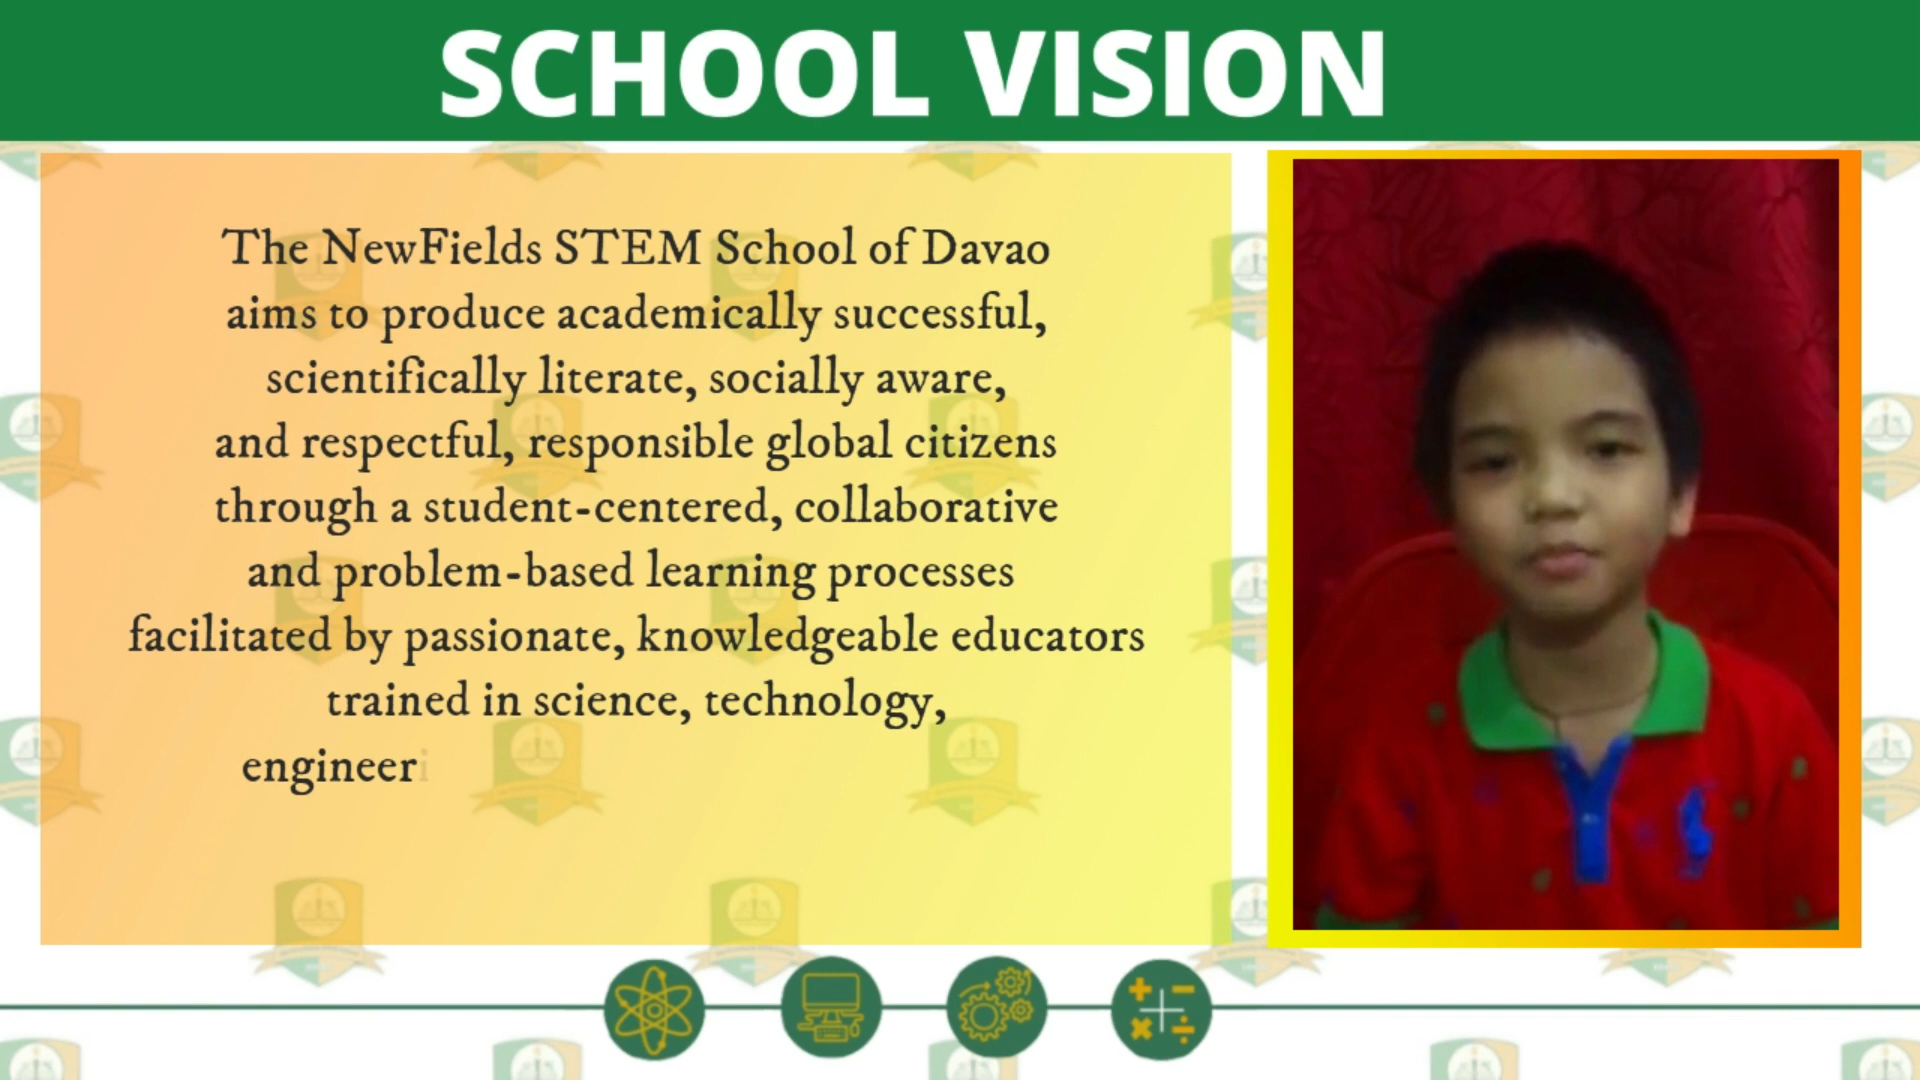 SCHOOL VISION
The NewFields STEM School of Davao
aims to produce academically successful,
scientifically literate, socially aware,
and respectful, responsible global citizens
through a student-centered, collaborative
and problem-based learning processes
facilitated by passionate, knowledgeable educators
trained in science, technology,
engineeri